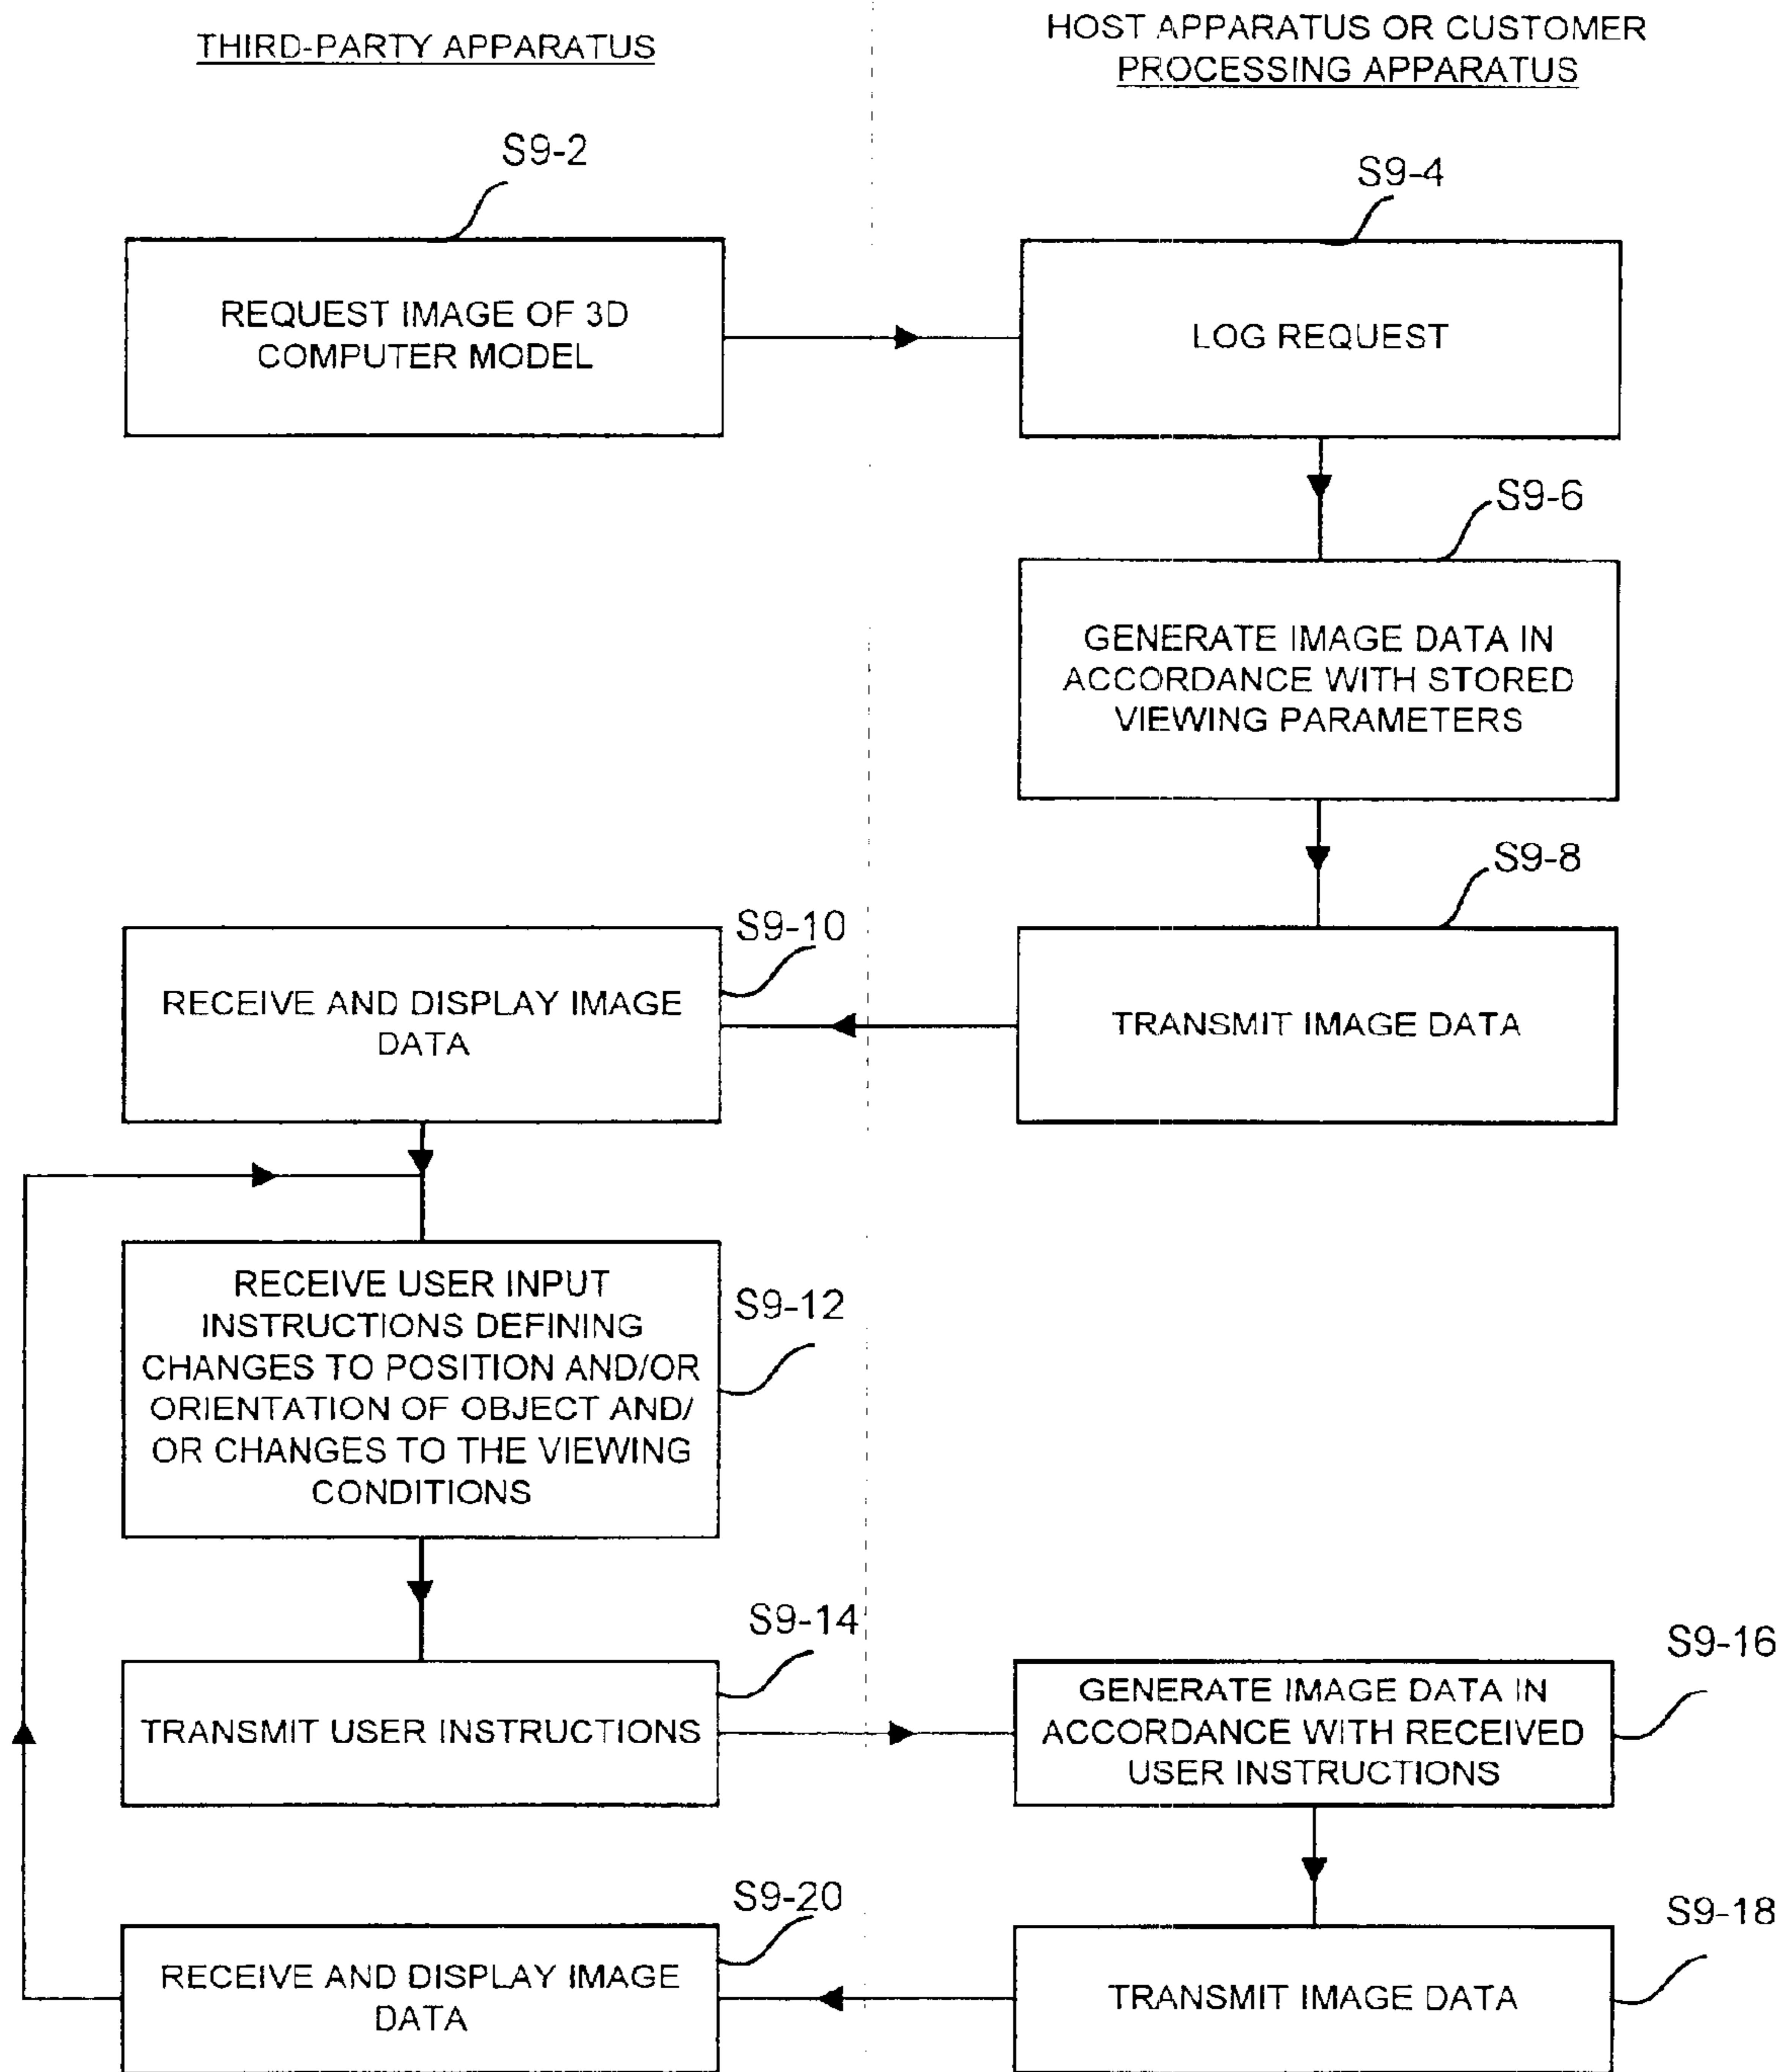 THIRD-PARTY APPARATUS
HOST APPARATUS OR CUSTOMER
PROCESSING APPARATUS
S9-2
REQUEST IMAGE OF 3D
COMPUTER MODEL
S9-4
LOG REQUEST
S9-6
GENERATE IMAGE DATA IN
ACCORDANCE WITH STORED
VIEWING PARAMETERS
S9-8
TRANSMIT IMAGE DATA
S9-10
RECEIVE AND DISPLAY IMAGE
DATA
S9-12
RECEIVE USER INPUT
INSTRUCTIONS DEFINING
CHANGES TO POSITION AND/OR
ORIENTATION OF OBJECT AND/
OR CHANGES TO THE VIEWING
CONDITIONS
S9-14
TRANSMIT USER INSTRUCTIONS
S9-16
GENERATE IMAGE DATA IN
ACCORDANCE WITH RECEIVED
USER INSTRUCTIONS
S9-18
TRANSMIT IMAGE DATA
S9-20
RECEIVE AND DISPLAY IMAGE
DATA